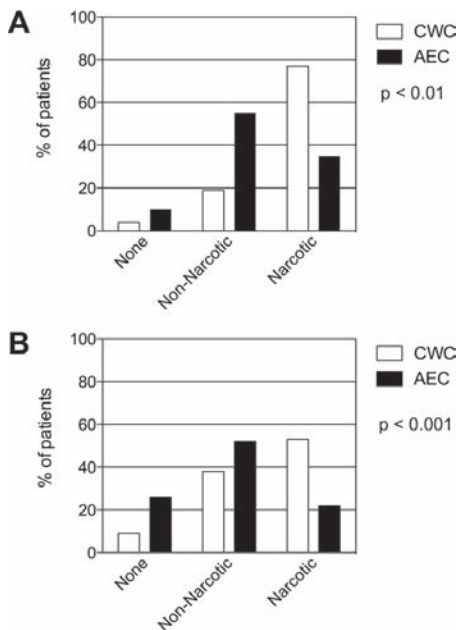 A
% of patients
100
80
60
40
20
0
None
Non-Narcotic
Narcotic
CWC
AEC
p < 0.01
B
% of patients
100
80
60
40
20
0
None
Non-Narcotic
Narcotic
CWC
AEC
p < 0.001